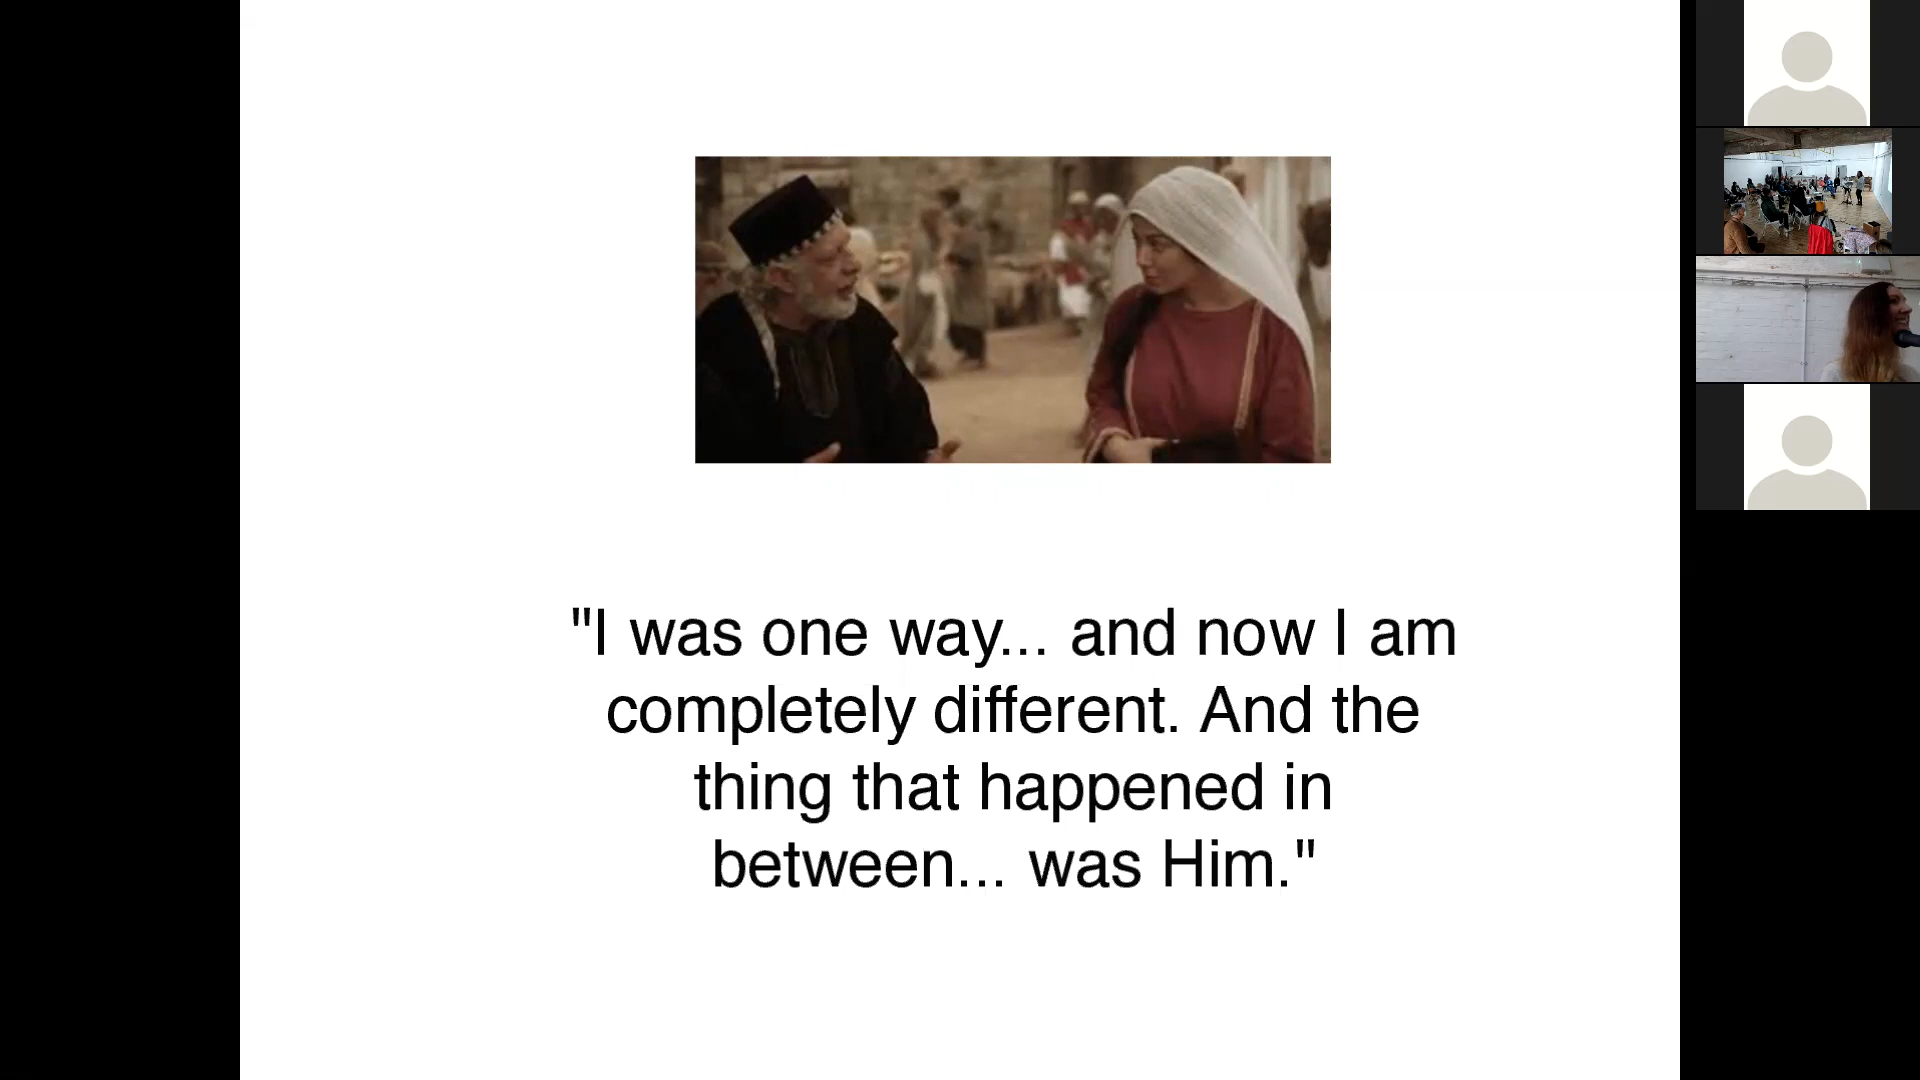 "I was one way... and now I am
completely different. And the
thing that happened in
between... was Him."